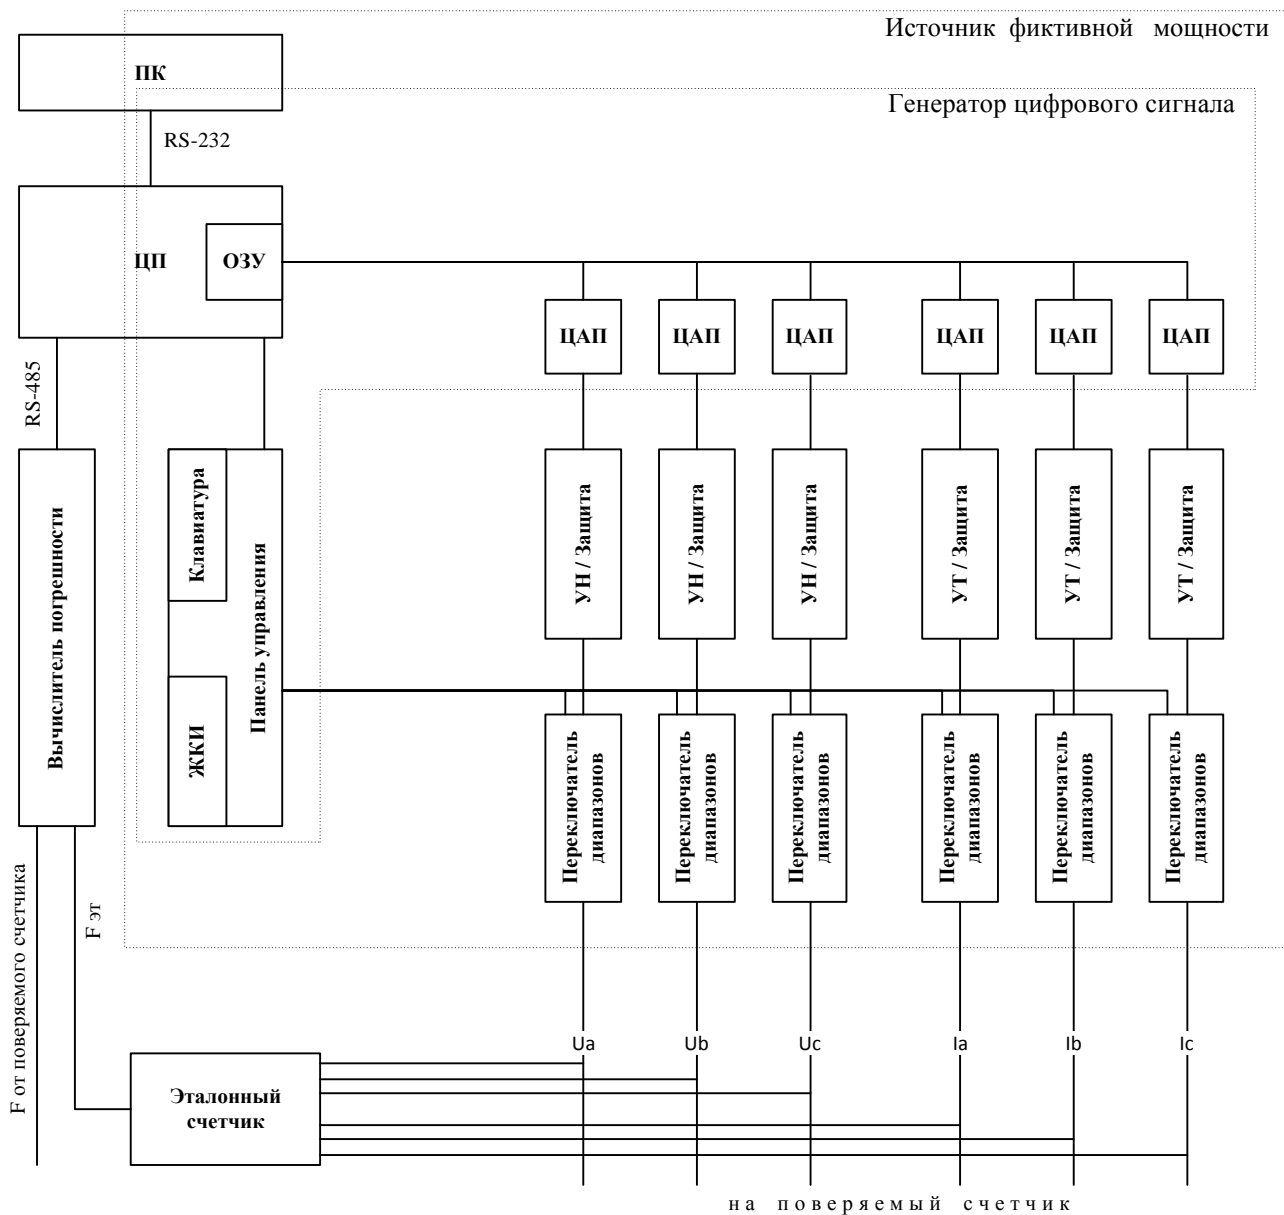 Источник фиктивной мощности
ПК
Генератор цифрового сигнала
RS-232
ЦП
ОЗУ
ЦАП
ЦАП
ЦАП
ЦАП
ЦАП
ЦАП
RS-485
Вычислитель погрешности
Клавиатура
Панель управления
ЖКИ
УН / Защита
УН / Защита
УН / Защита
УТ / Защита
УТ / Защита
УТ / Защита
Переключатель
диапазонов
Переключатель
диапазонов
Переключатель
диапазонов
Переключатель
диапазонов
Переключатель
диапазонов
Переключатель
диапазонов
F от поверяемого счетчика
F эт
Ua
Ub
Uc
Ia
Ib
Ic
Эталонный
счетчик
на поверяемый счетчик